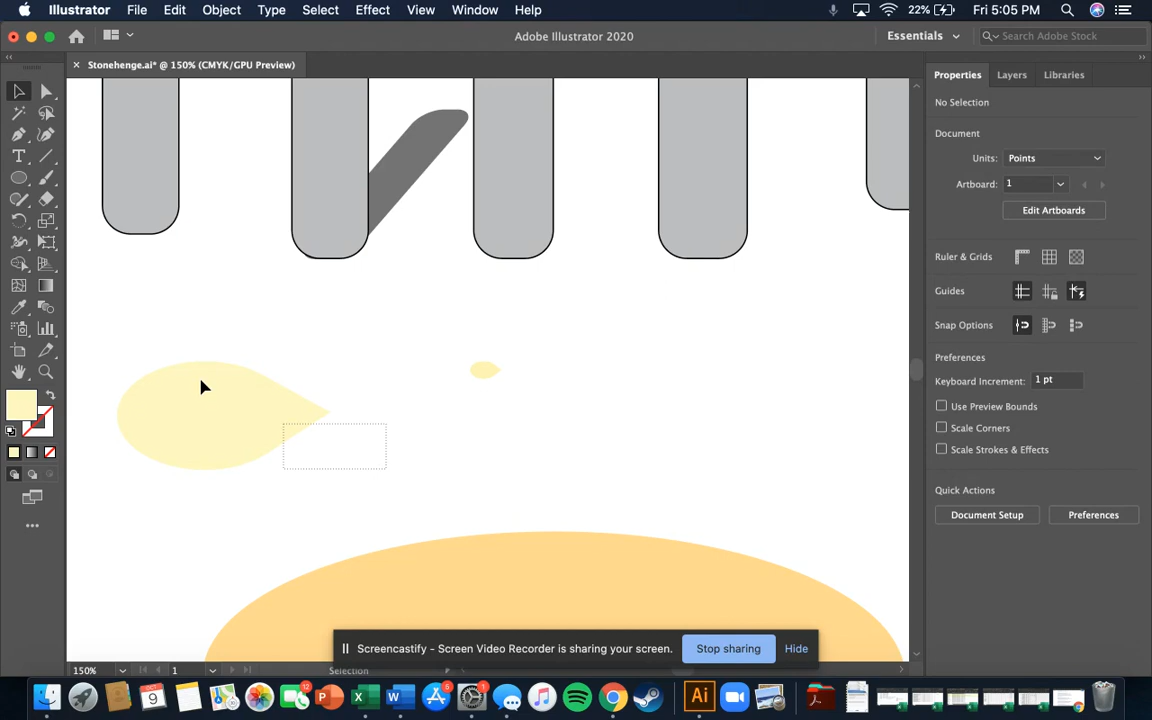 Illustrator File Edit Object Type Select Effect View Window Help 22% Fri 5:05 PM
Adobe Illustrator 2020 Essentials Search Adobe Stock
Stonehenge.ai* @ 150% (CMYK/GPU Preview)
Properties Layers Libraries
No Selection
Document
Units: Points
Artboard: 1
Edit Artboards
Ruler & Grids
Guides
Snap Options
Preferences
Keyboard Increment: 1 pt
Use Preview Bounds
Scale Corners
Scale Strokes & Effects
Quick Actions
Document Setup Preferences
Screencastify - Screen Video Recorder is sharing your screen. Stop sharing Hide
150% 1 Selection